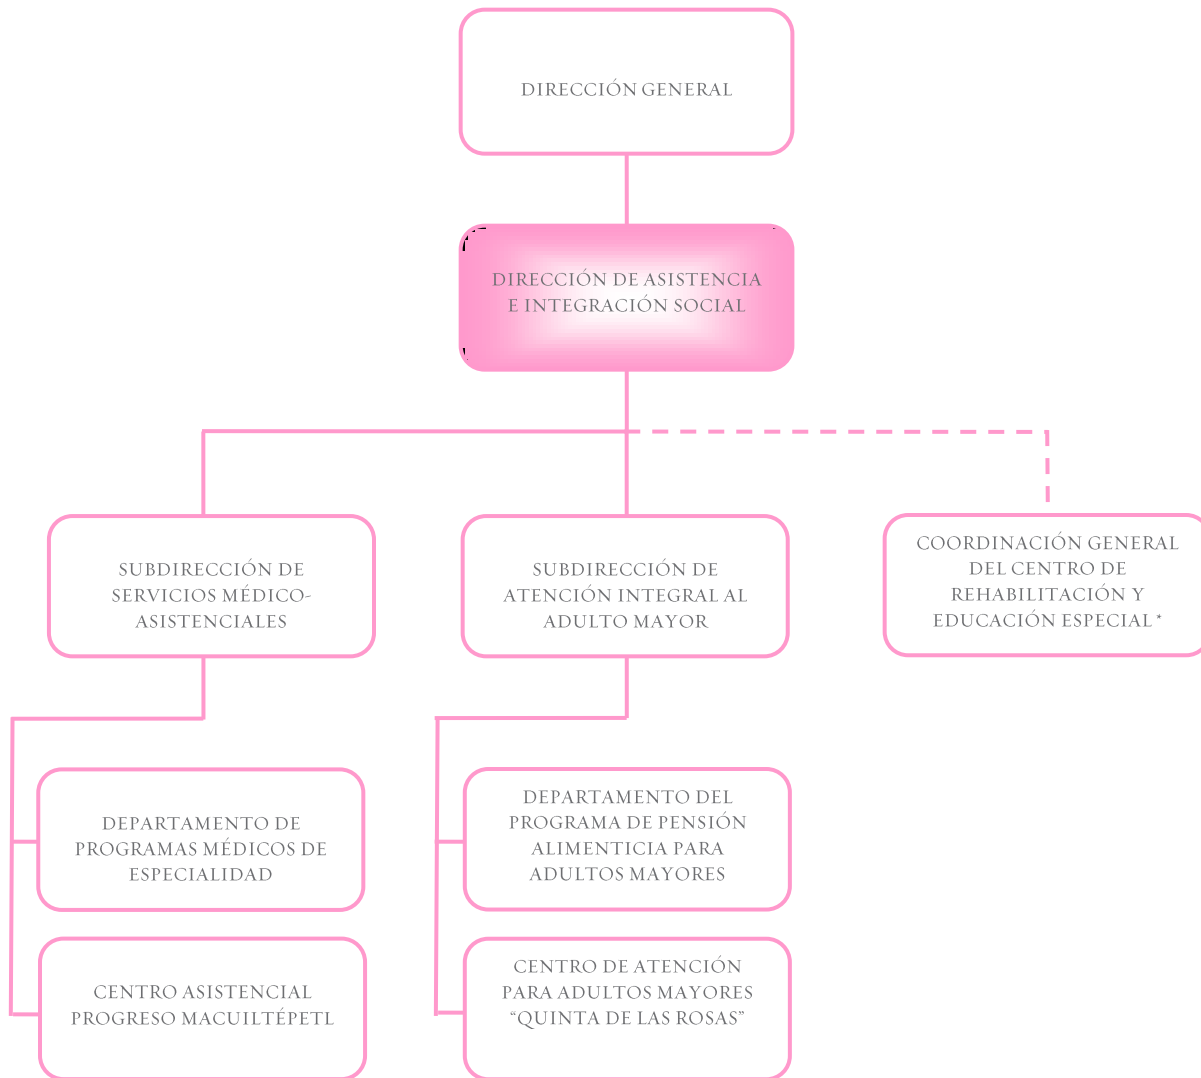 DIRECCIÓN GENERAL
DIRECCIÓN DE ASISTENCIA
E INTEGRACIÓN SOCIAL
SUBDIRECCIÓN DE
SERVICIOS MÉDICO-
ASISTENCIALES
SUBDIRECCIÓN DE
ATENCIÓN INTEGRAL AL
ADULTO MAYOR
COORDINACIÓN GENERAL
DEL CENTRO DE
REHABILITACIÓN Y
EDUCACIÓN ESPECIAL *
DEPARTAMENTO DE
PROGRAMAS MÉDICOS DE
ESPECIALIDAD
DEPARTAMENTO DEL
PROGRAMA DE PENSIÓN
ALIMENTICIA PARA
ADULTOS MAYORES
CENTRO ASISTENCIAL
PROGRESO MACUILTÉPETL
CENTRO DE ATENCIÓN
PARA ADULTOS MAYORES
“QUINTA DE LAS ROSAS”